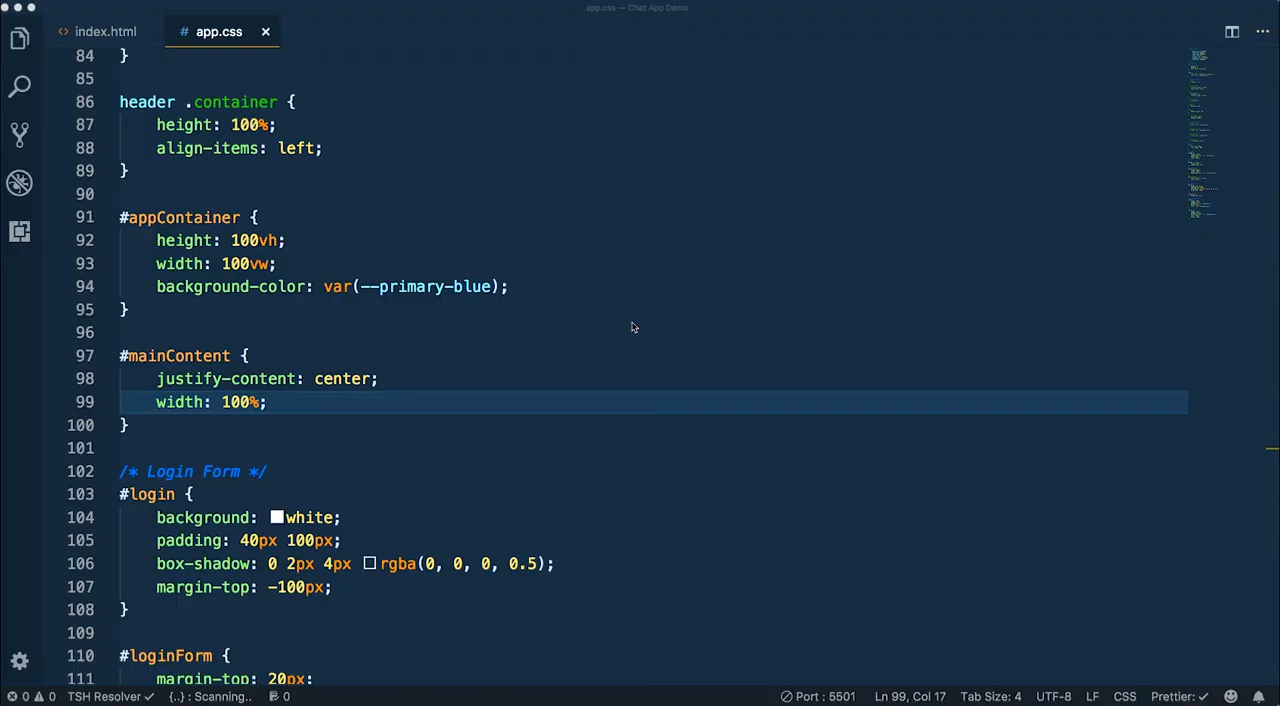 app.css — Chat App Demo
<> index.html
# app.css ×
84 }
85
86 header .container {
87 height: 100%;
88 align-items: left;
89 }
90
91 #appContainer {
92 height: 100vh;
93 width: 100vw;
94 background-color: var(--primary-blue);
95 }
96
97 #mainContent {
98 justify-content: center;
99 width: 100%;
100 }
101
102 /* Login Form */
103 #login {
104 background: white;
105 padding: 40px 100px;
106 box-shadow: 0 2px 4px rgba(0, 0, 0, 0.5);
107 margin-top: -100px;
108 }
109
110 #loginForm {
111 margin-top: 20px;
0 0 TSH Resolver ✓ {..} : Scanning.. 0 Port : 5501 Ln 99, Col 17 Tab Size: 4 UTF-8 LF CSS Prettier: ✓